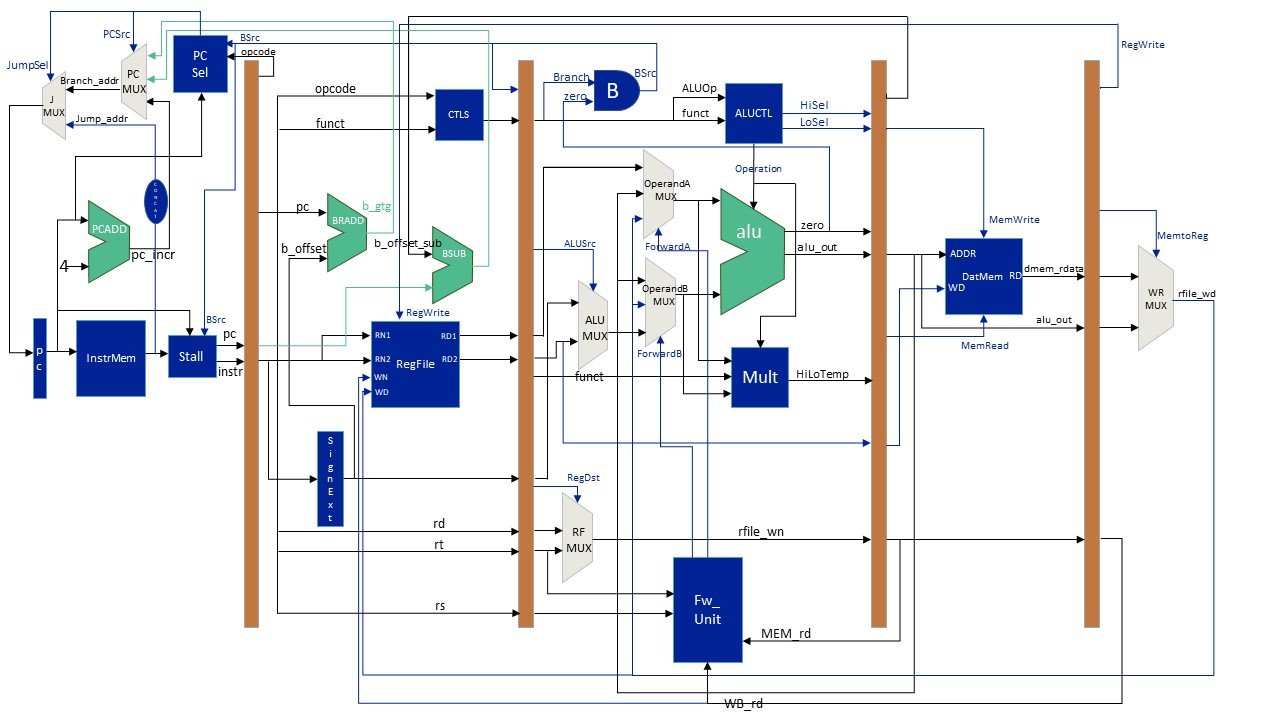 RegWrite
PCSrc
BSrc
opcode
PC
Sel
JumpSel
PC
MUX
Branch_addr
J
MUX
Jump_addr
Branch
BSrc
zero
B
ALUOp
funct
ALUCTL
HiSel
LoSel
opcode
funct
CTLS
Operation
CONCAT
PCADD
4
pc_incr
pc
BRADD
b_gtg
b_offset
b_offset_sub
BSUB
OperandA
MUX
ALUSrc
ForwardA
alu
zero
alu_out
MemWrite
MemtoReg
ADDR
DatMem
RD
WD
dmem_rdata
WR
MUX
rfile_wd
OperandB
MUX
ForwardB
ALU
MUX
RegWrite
RN1
RN2
WN
WD
RegFile
RD1
RD2
BSrc
pc
instr
pc
InstrMem
Stall
funct
Mult
HiLoTemp
alu_out
MemRead
SignExt
RegDst
RF
MUX
rd
rt
rs
rfile_wn
Fw_
Unit
MEM_rd
WB_rd